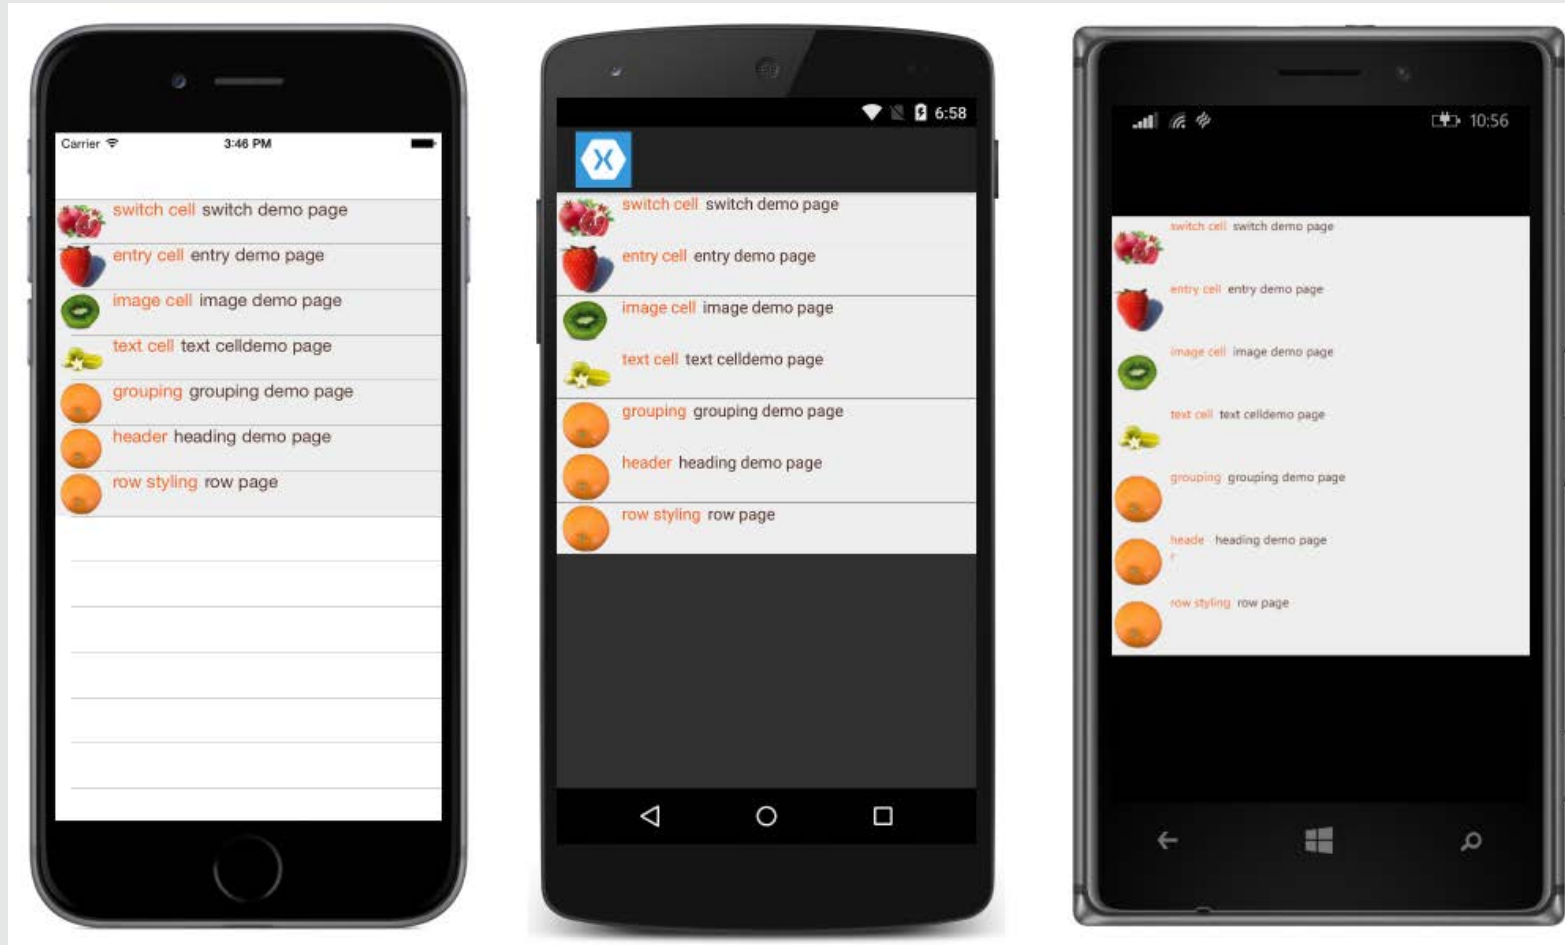 Carrier 3:46 PM
switch cell switch demo page
entry cell entry demo page
image cell image demo page
text cell text celldemo page
grouping grouping demo page
header heading demo page
row styling row page
6:58
X
switch cell switch demo page
entry cell entry demo page
image cell image demo page
text cell text celldemo page
grouping grouping demo page
header heading demo page
row styling row page
10:56
switch cell switch demo page
entry cell entry demo page
image cell image demo page
text cell text celldemo page
grouping grouping demo page
heade heading demo page
r
row styling row page